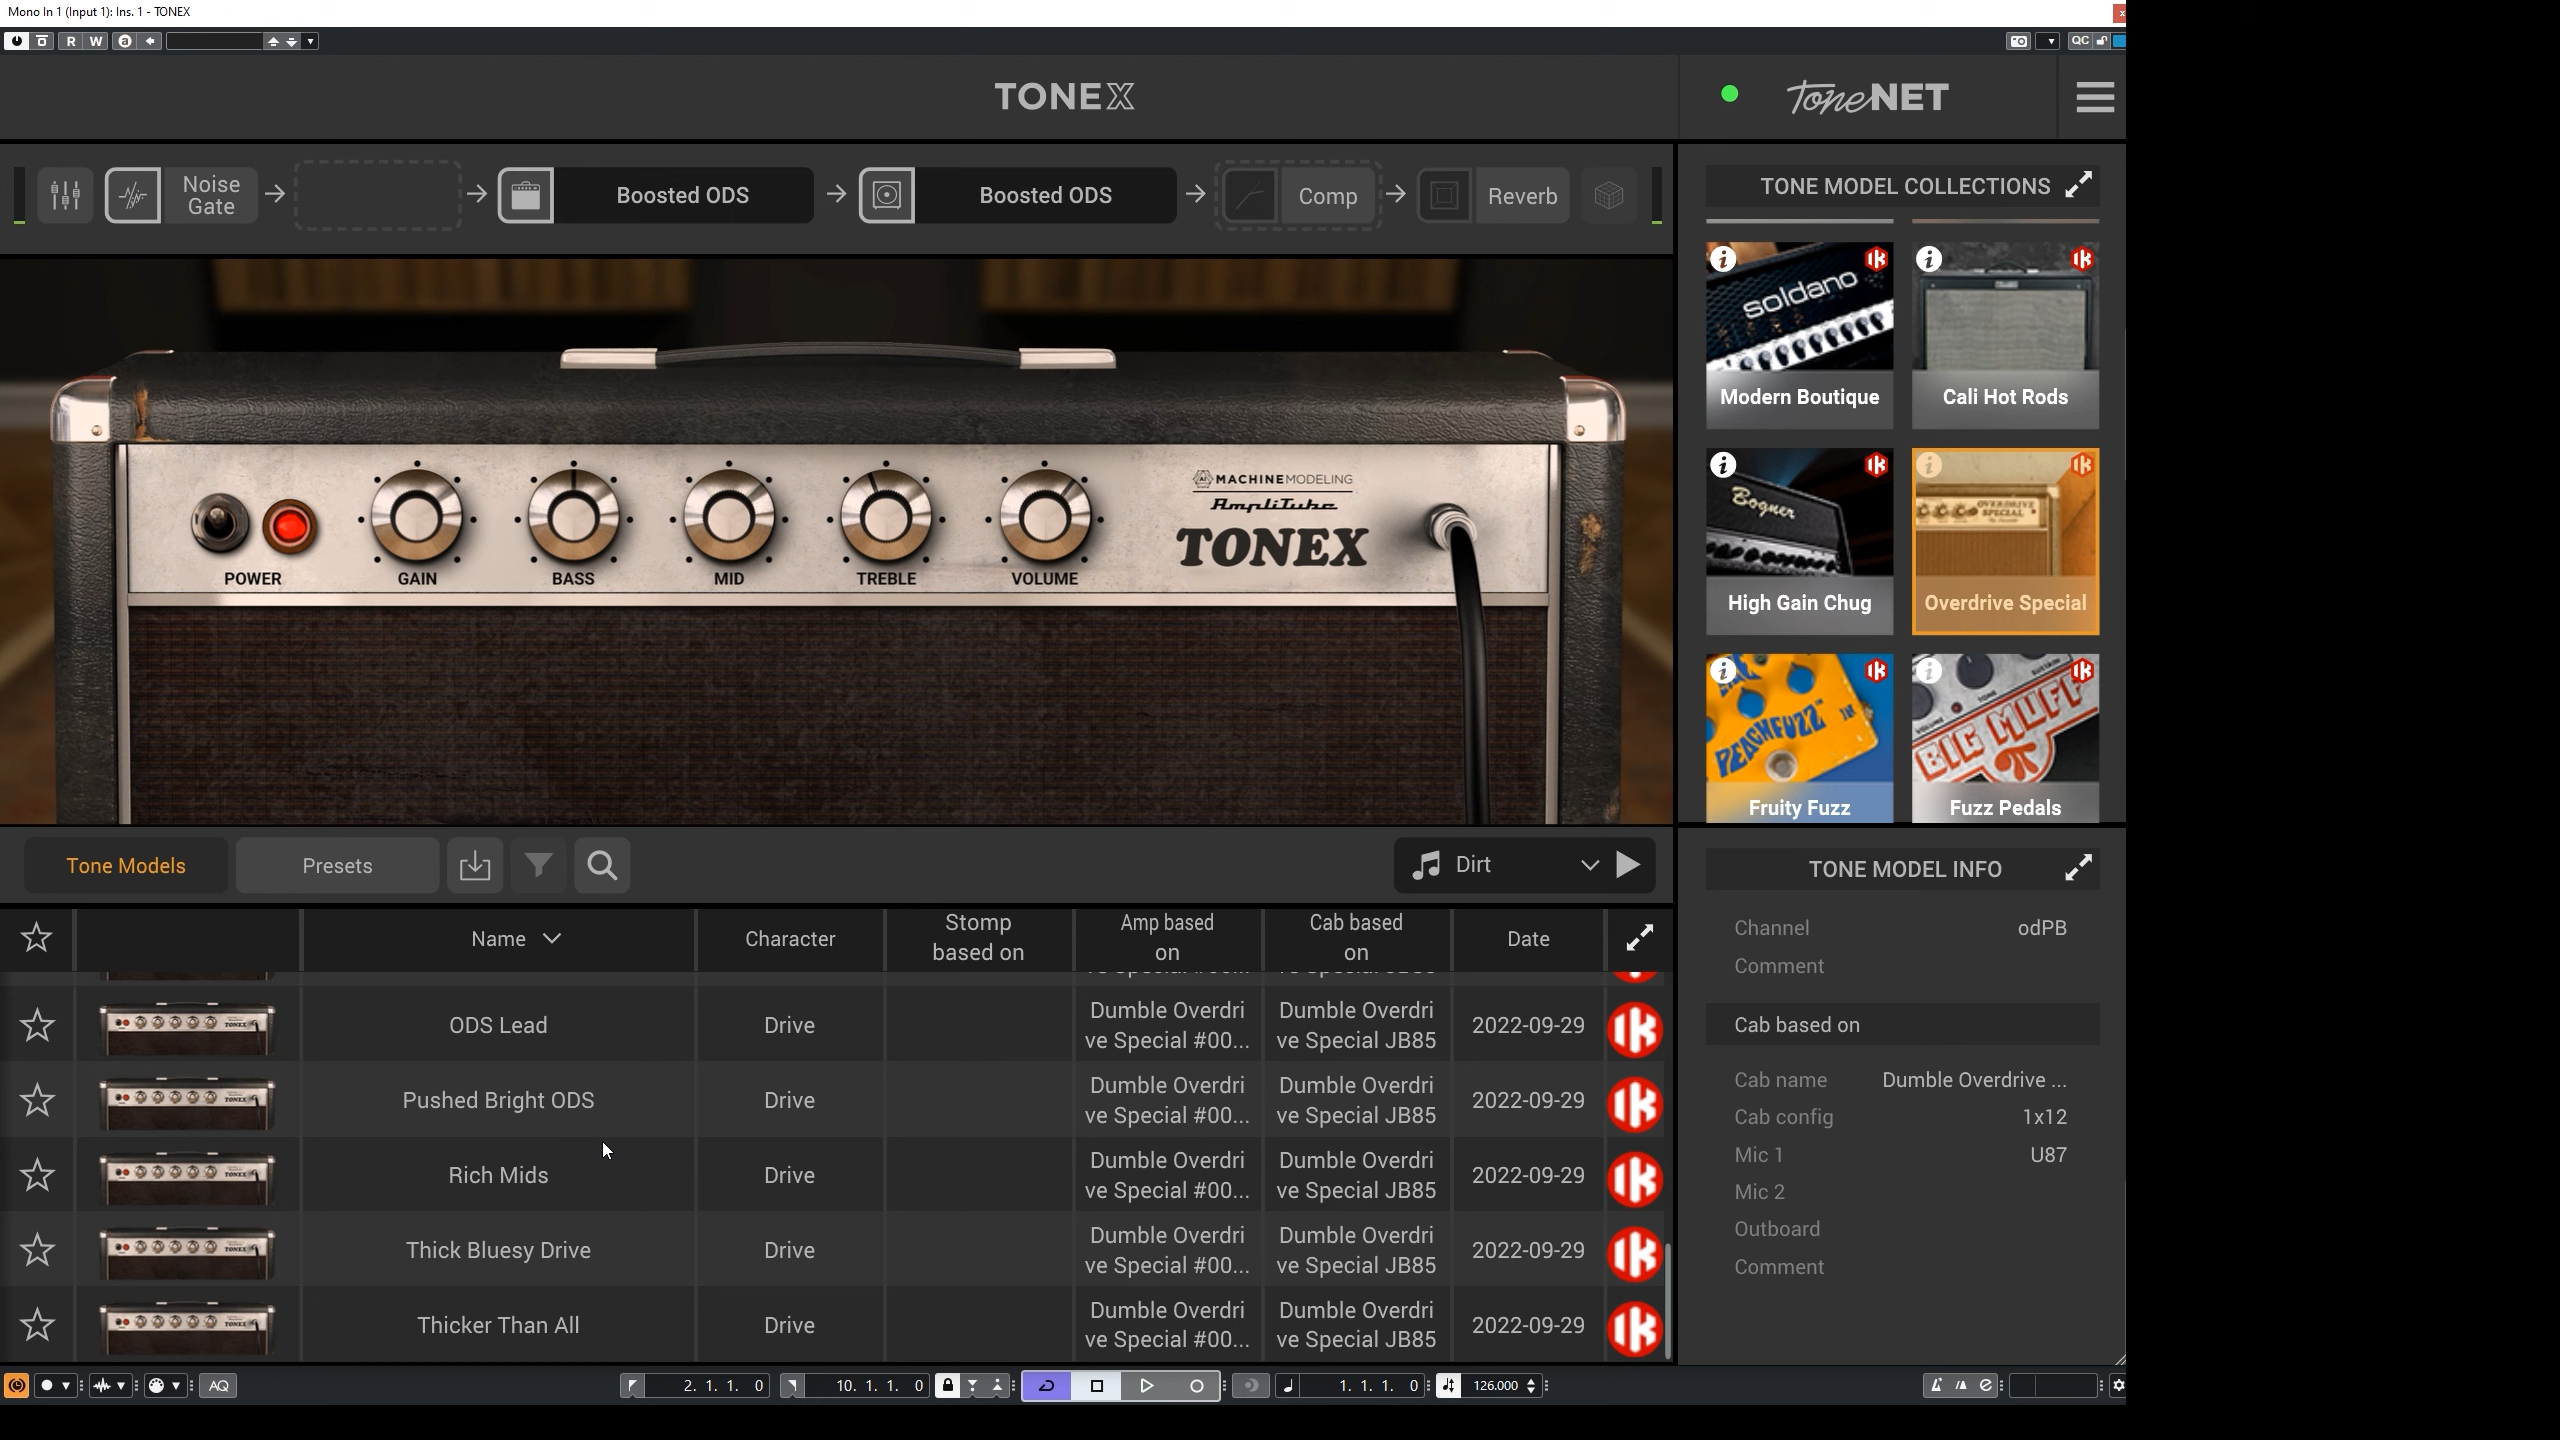 Mono In 1 (Input 1): Ins. 1 - TONEX
R W a QC
TONEX
toneNET
Noise
Gate
Boosted ODS
Boosted ODS
Comp
Reverb
TONE MODEL COLLECTIONS
soldano
Modern Boutique
Cali Hot Rods
Bogner
High Gain Chug
OVERDRIVE
SPECIAL
Overdrive Special
PEACHFUZZ
Fruity Fuzz
BIG MUFF
π
Fuzz Pedals
MACHINEMODELING
AmpliTube
TONEX
POWER
GAIN
BASS
MID
TREBLE
VOLUME
Tone Models
Presets
Dirt
TONE MODEL INFO
Channel odPB
Comment
Cab based on
Cab name Dumble Overdrive ...
Cab config 1x12
Mic 1 U87
Mic 2
Outboard
Comment
Name
Character
Stomp
based on
Amp based
on
Cab based
on
Date
ODS Lead Drive Dumble Overdri Dumble Overdri 2022-09-29
ve Special #00... ve Special JB85
Pushed Bright ODS Drive Dumble Overdri Dumble Overdri 2022-09-29
ve Special #00... ve Special JB85
Rich Mids Drive Dumble Overdri Dumble Overdri 2022-09-29
ve Special #00... ve Special JB85
Thick Bluesy Drive Drive Dumble Overdri Dumble Overdri 2022-09-29
ve Special #00... ve Special JB85
Thicker Than All Drive Dumble Overdri Dumble Overdri 2022-09-29
ve Special #00... ve Special JB85
AQ
2. 1. 1. 0
10. 1. 1. 0
1. 1. 1. 0
126.000